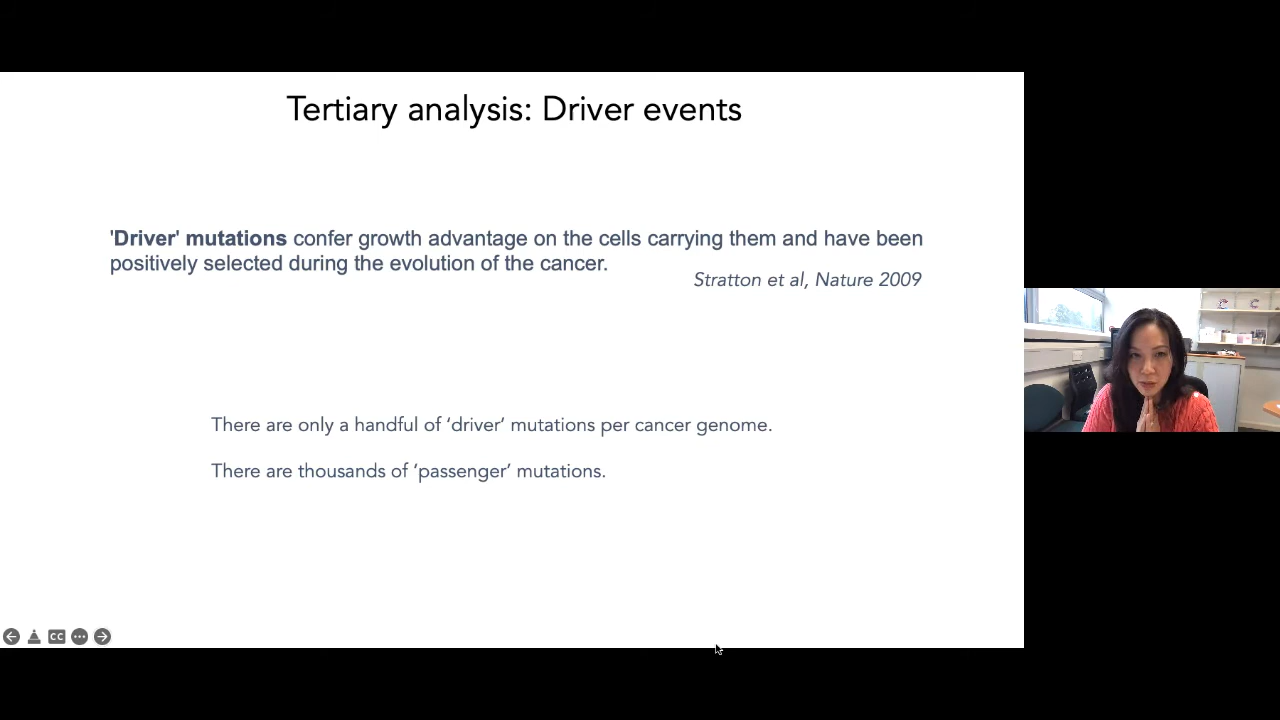 Tertiary analysis: Driver events
'Driver' mutations confer growth advantage on the cells carrying them and have been
positively selected during the evolution of the cancer.
Stratton et al, Nature 2009
There are only a handful of ‘driver’ mutations per cancer genome.
There are thousands of ‘passenger’ mutations.
CC